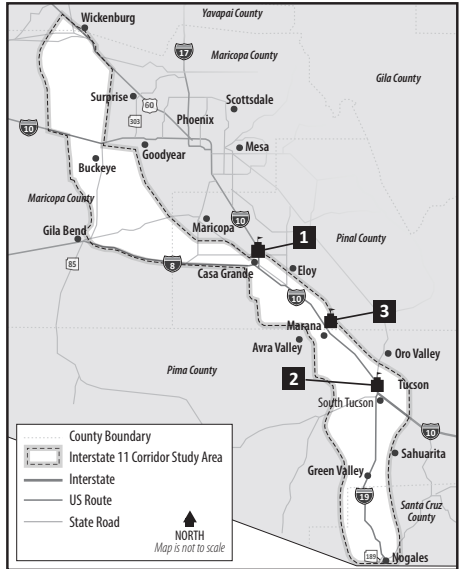 Wickenburg
Yavapai County
17
Maricopa County
Gila County
Surprise
60
303
Scottsdale
Phoenix
10
Goodyear
Mesa
Buckeye
Maricopa County
Maricopa
10
1
Gila Bend
Pinal County
85
8
Casa Grande
Eloy
10
3
Marana
Avra Valley
Oro Valley
Pima County
2
Tucson
South Tucson
10
Sahuarita
Green Valley
19
Santa Cruz
County
189
Nogales
County Boundary
Interstate 11 Corridor Study Area
Interstate
US Route
State Road
NORTH
Map is not to scale